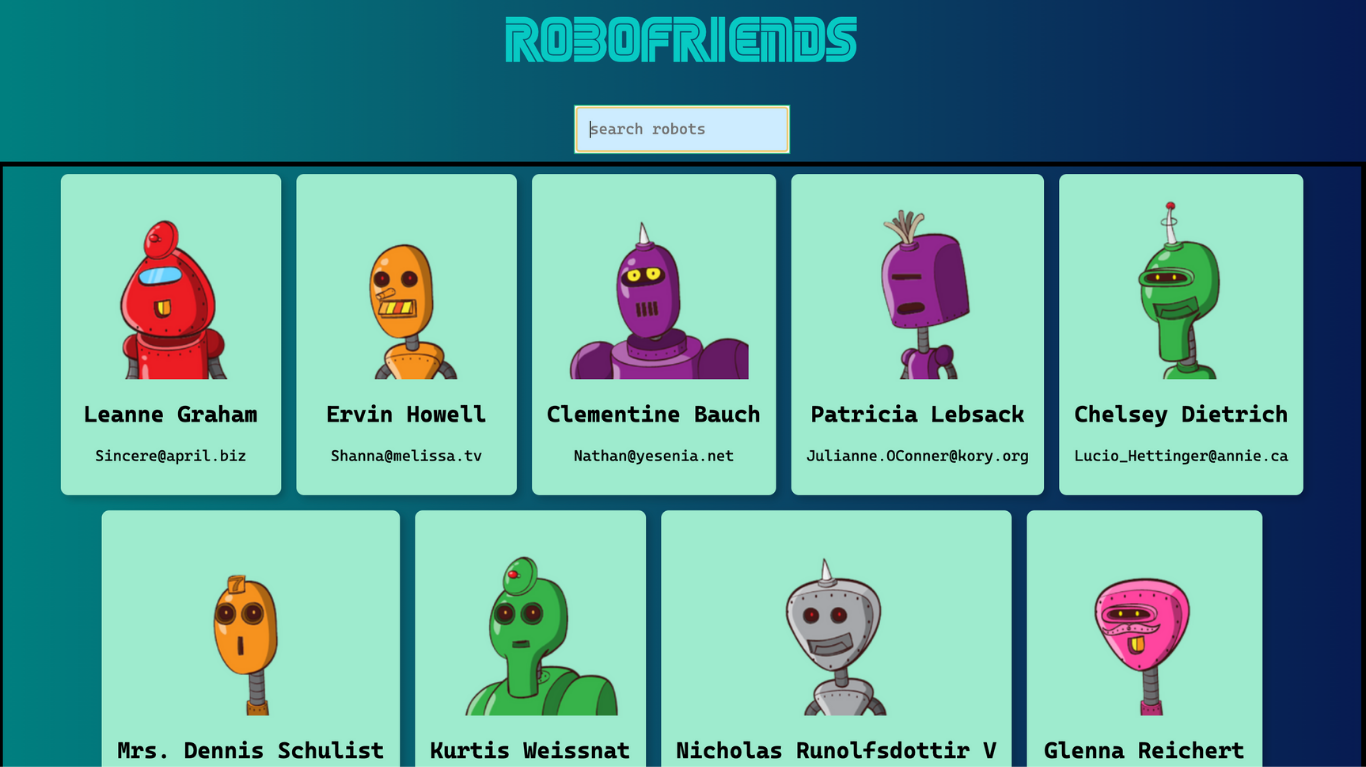 ROBOFRIENDS
search robots
Leanne Graham
Ervin Howell
Clementine Bauch
Patricia Lebsack
Chelsey Dietrich
Sincere@april.biz
Shanna@melissa.tv
Nathan@yesenia.net
Julianne.OConner@kory.org
Lucio_Hettinger@annie.ca
Mrs. Dennis Schulist
Kurtis Weissnat
Nicholas Runolfsdottir V
Glenna Reichert